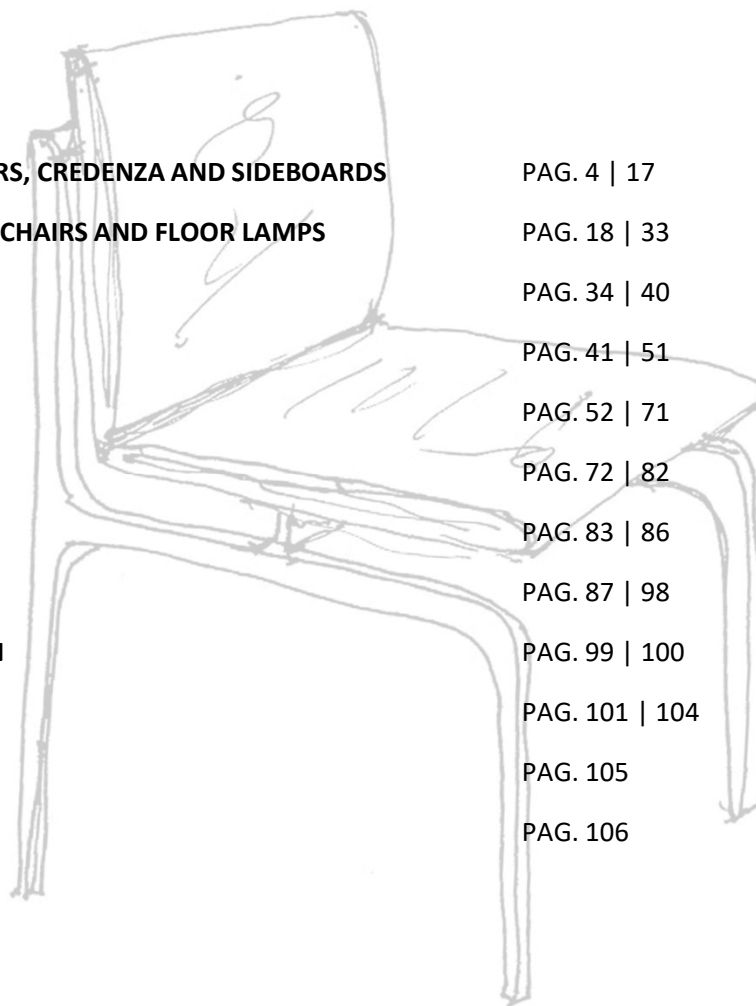 RS, CREDENZA AND SIDEBOARDS PAG. 4 | 17
CHAIRS AND FLOOR LAMPS PAG. 18 | 33
PAG. 34 | 40
PAG. 41 | 51
PAG. 52 | 71
PAG. 72 | 82
PAG. 83 | 86
PAG. 87 | 98
PAG. 99 | 100
PAG. 101 | 104
PAG. 105
PAG. 106